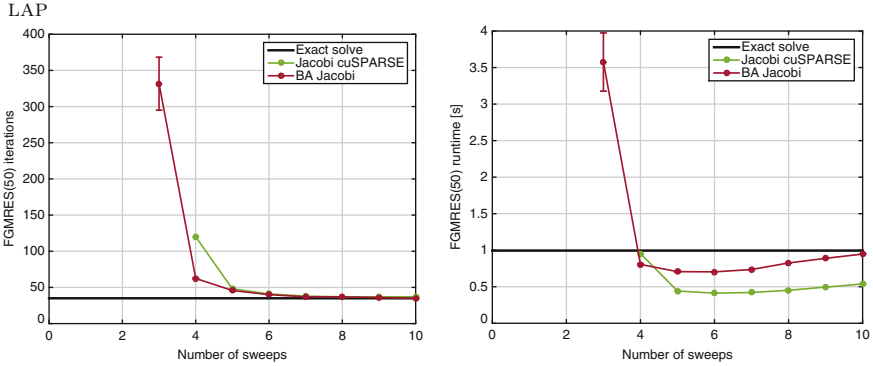 LAP
400
350
300
250
200
150
100
50
0
0
2
4
6
8
10
FGMRES(50) iterations
Number of sweeps
Exact solve
Jacobi cuSPARSE
BA Jacobi
4
3.5
3
2.5
2
1.5
1
0.5
0
0
2
4
6
8
10
FGMRES(50) runtime [s]
Number of sweeps
Exact solve
Jacobi cuSPARSE
BA Jacobi